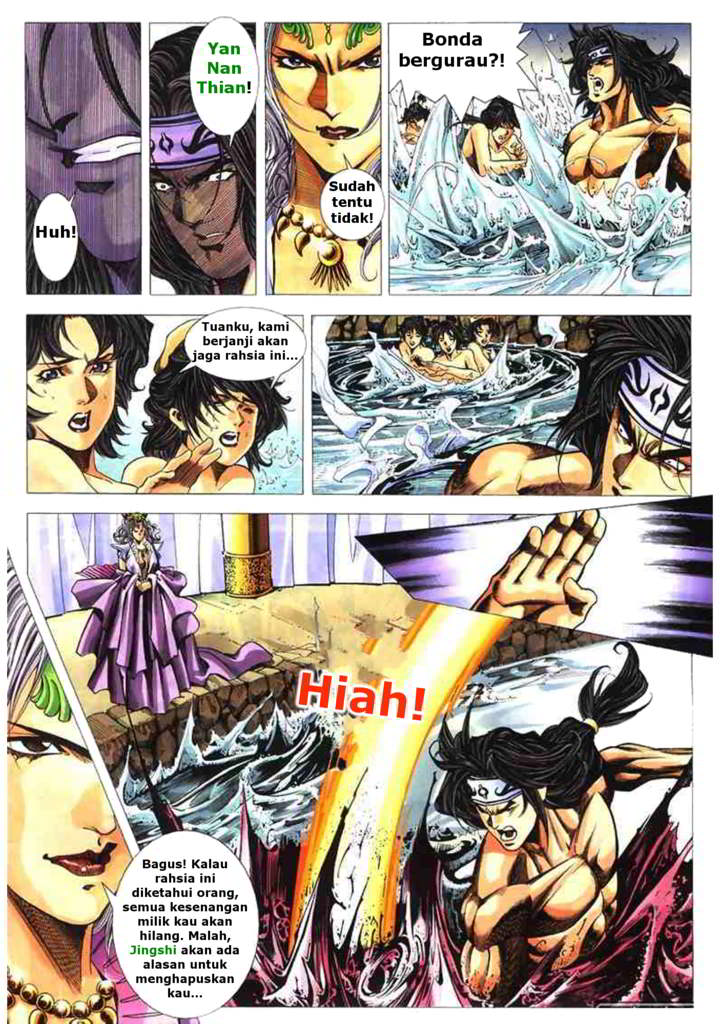 Huh!
Yan
Nan
Thian!
Sudah
tentu
tidak!
Bonda
bergurau?!
Tuanku, kami
berjanji akan
jaga rahsia ini...
Hiah!
Bagus! Kalau
rahsia ini
diketahui orang,
semua kesenangan
milik kau akan
hilang. Malah,
Jingshi akan ada
alasan untuk
menghapuskan
kau...